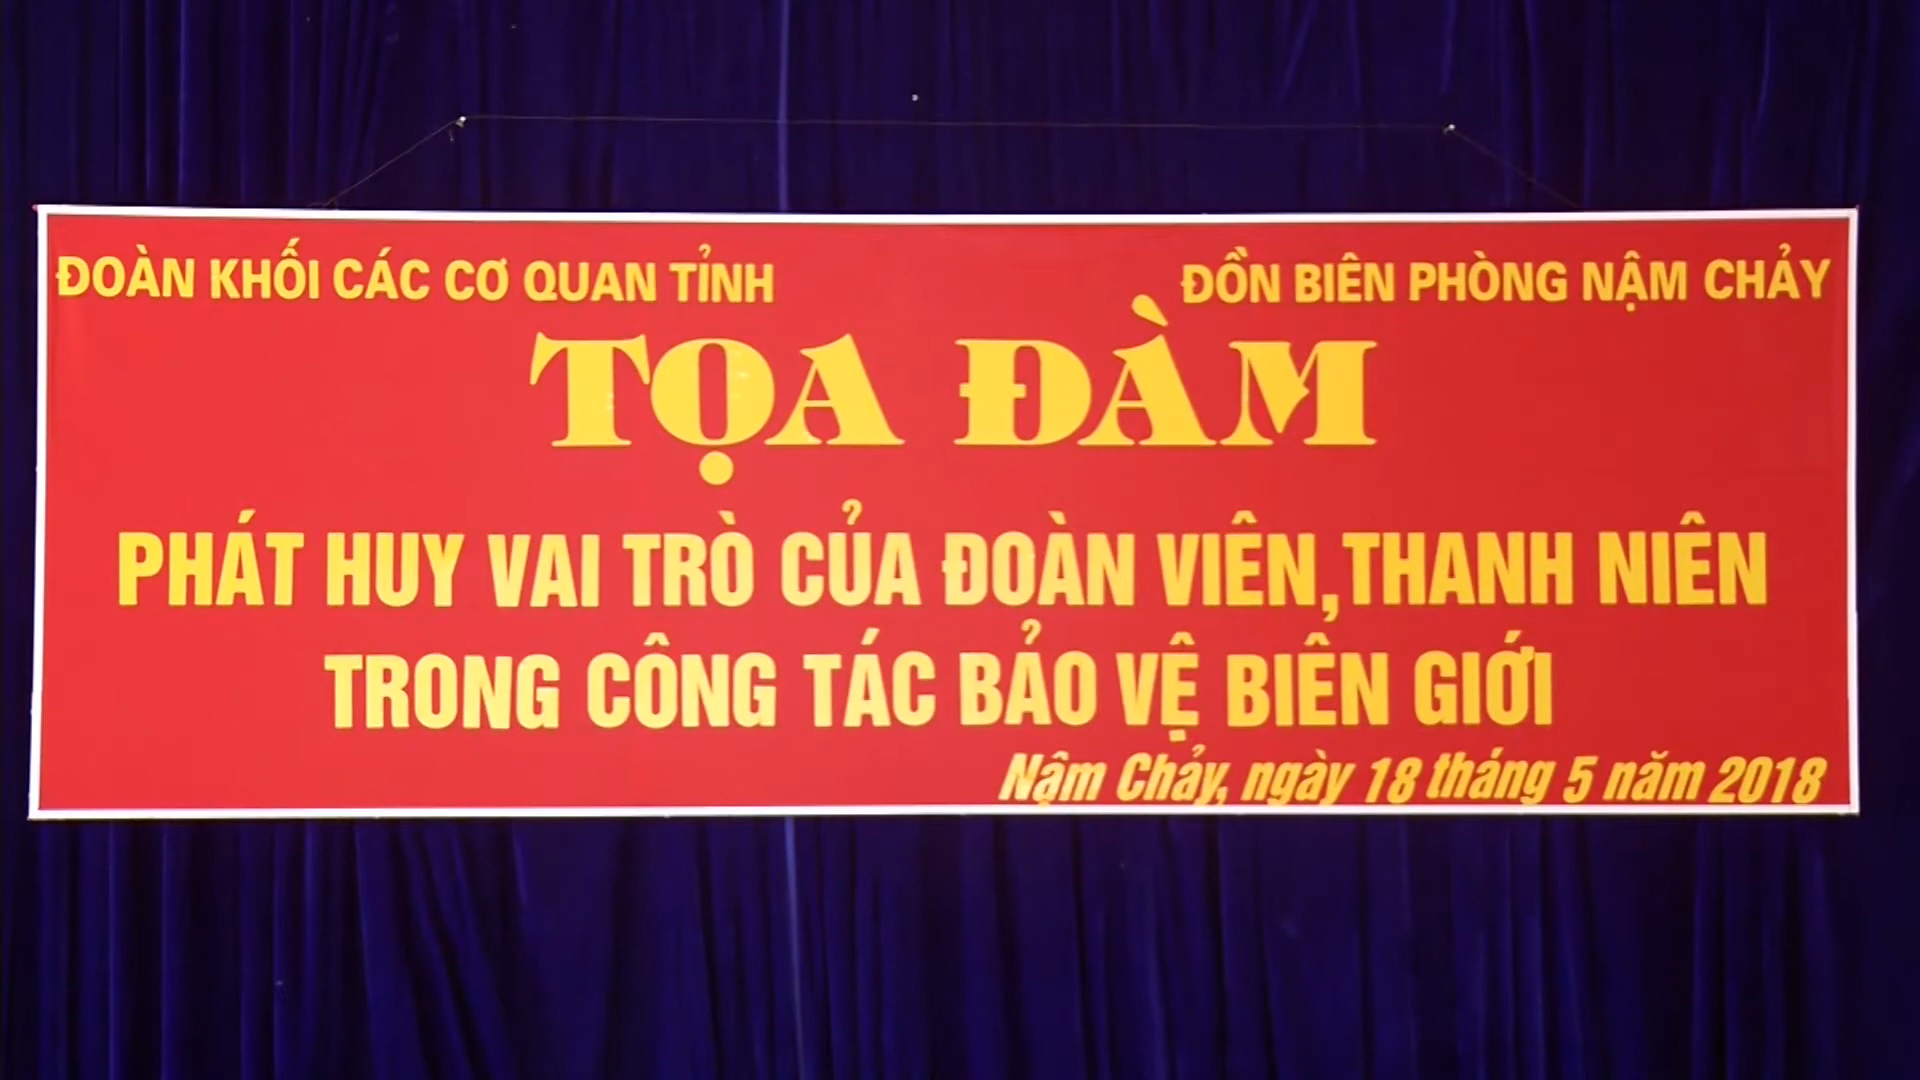 ĐOÀN KHỐI CÁC CƠ QUAN TỈNH
ĐỒN BIÊN PHÒNG NẬM CHẢY
TỌA ĐÀM
PHÁT HUY VAI TRÒ CỦA ĐOÀN VIÊN,THANH NIÊN
TRONG CÔNG TÁC BẢO VỆ BIÊN GIỚI
Nậm Chảy, ngày 18 tháng 5 năm 2018